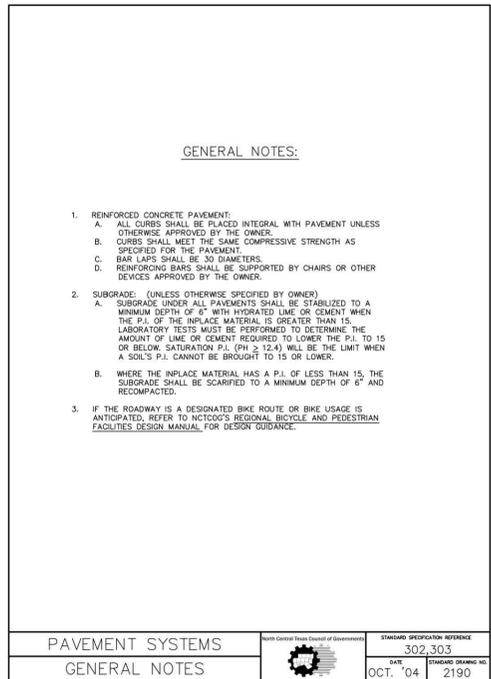 GENERAL NOTES:
1. REINFORCED CONCRETE PAVEMENT:
A. ALL CURBS SHALL BE PLACED INTEGRAL WITH PAVEMENT UNLESS
OTHERWISE APPROVED BY THE OWNER.
B. CURBS SHALL MEET THE SAME COMPRESSIVE STRENGTH AS
SPECIFIED FOR THE PAVEMENT.
C. BAR LAPS SHALL BE 30 DIAMETERS.
D. REINFORCING BARS SHALL BE SUPPORTED BY CHAIRS OR OTHER
DEVICES APPROVED BY THE OWNER.
2. SUBGRADE: (UNLESS OTHERWISE SPECIFIED BY OWNER)
A. SUBGRADE UNDER ALL PAVEMENTS SHALL BE STABILIZED TO A
MINIMUM DEPTH OF 6" WITH HYDRATED LIME OR CEMENT WHEN
THE P.I. OF THE INPLACE MATERIAL IS GREATER THAN 15.
LABORATORY TESTS MUST BE PERFORMED TO DETERMINE THE
AMOUNT OF LIME OR CEMENT REQUIRED TO LOWER THE P.I. TO 15
OR BELOW. SATURATION P.I. (PH ≥ 12.4) WILL BE THE LIMIT WHEN
A SOIL'S P.I. CANNOT BE BROUGHT TO 15 OR LOWER.
B. WHERE THE INPLACE MATERIAL HAS A P.I. OF LESS THAN 15, THE
SUBGRADE SHALL BE SCARIFIED TO A MINIMUM DEPTH OF 6" AND
RECOMPACTED.
3. IF THE ROADWAY IS A DESIGNATED BIKE ROUTE OR BIKE USAGE IS
ANTICIPATED, REFER TO NCTCOG'S REGIONAL BICYCLE AND PEDESTRIAN
FACILITIES DESIGN MANUAL FOR DESIGN GUIDANCE.
PAVEMENT SYSTEMS
GENERAL NOTES
North Central Texas Council of Governments
STANDARD SPECIFICATION REFERENCE
302,303
DATE
OCT. '04
STANDARD DRAWING NO.
2190